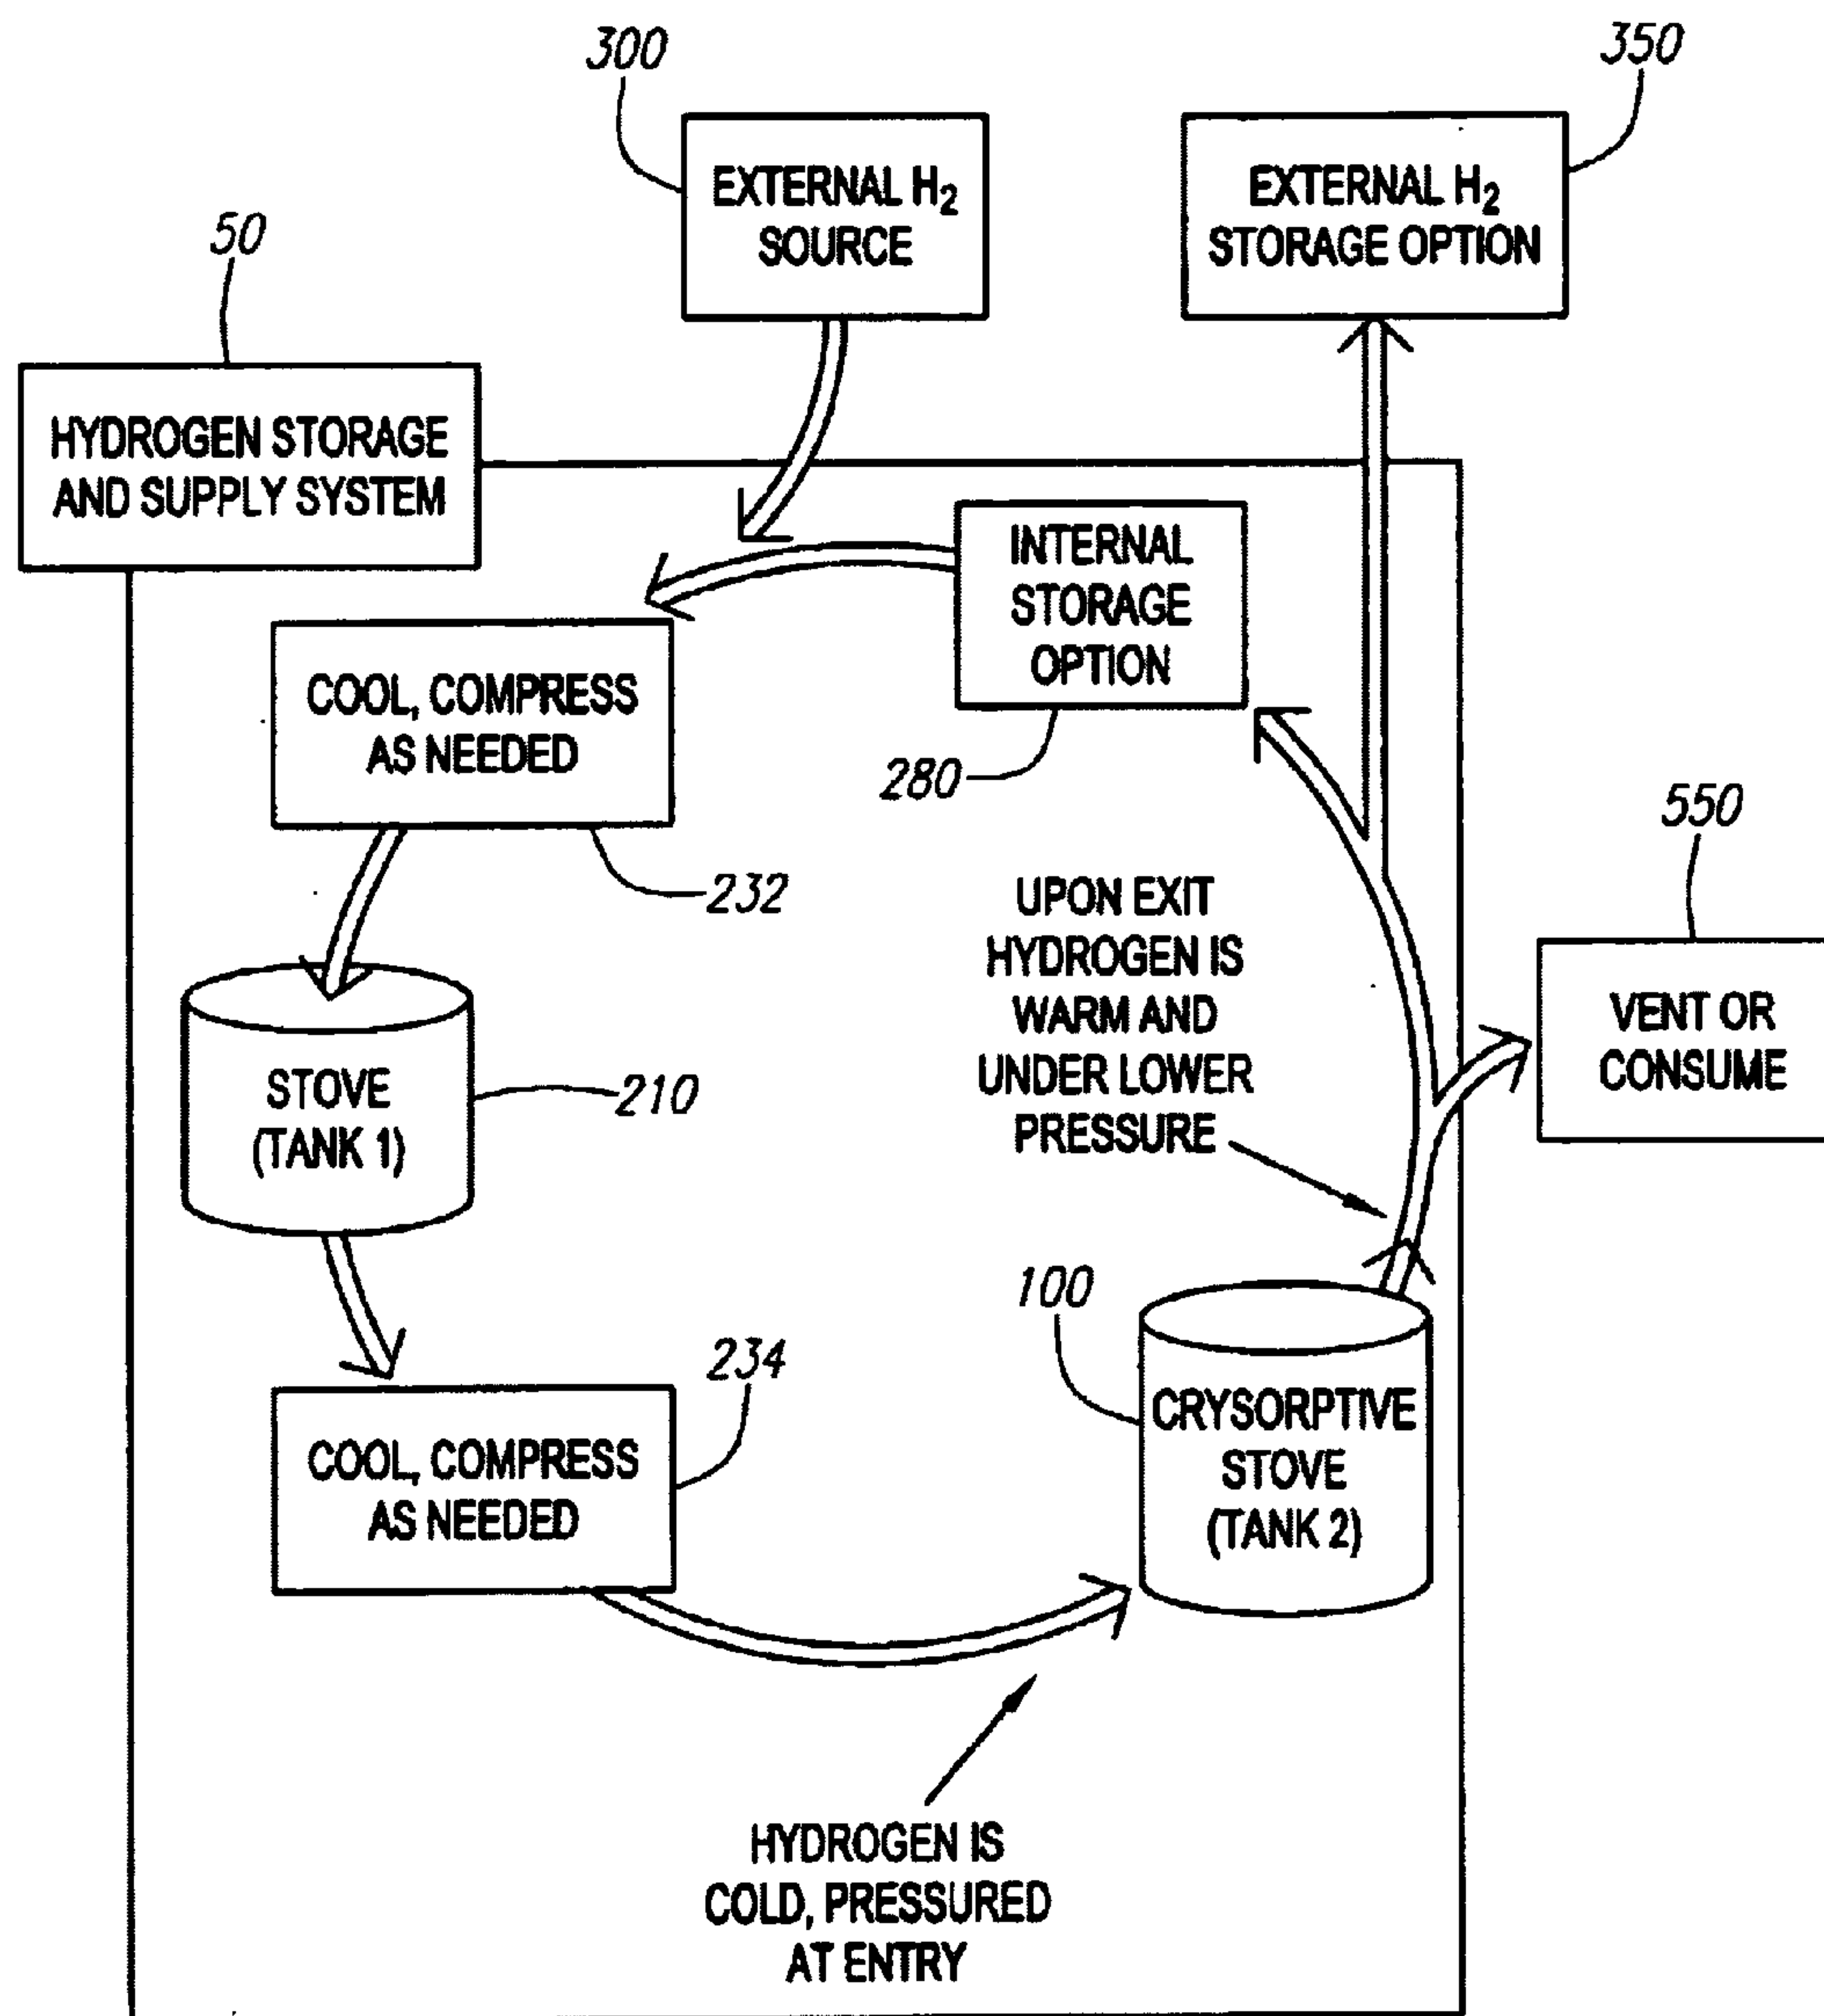 300
350
EXTERNAL H2
SOURCE
EXTERNAL H2
STORAGE OPTION
50
HYDROGEN STORAGE
AND SUPPLY SYSTEM
INTERNAL
STORAGE
OPTION
280
COOL, COMPRESS
AS NEEDED
232
550
UPON EXIT
HYDROGEN IS
WARM AND
UNDER LOWER
PRESSURE
VENT OR
CONSUME
STOVE
(TANK 1)
210
100
234
CRYSORPTIVE
STOVE
(TANK 2)
COOL, COMPRESS
AS NEEDED
HYDROGEN IS
COLD, PRESSURED
AT ENTRY